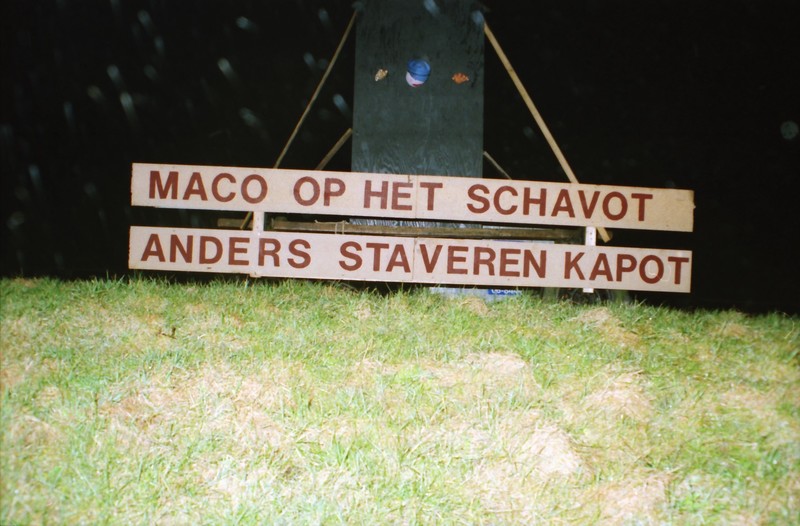 MACO OP HET SCHAVOT
ANDERS STAVEREN KAPOT